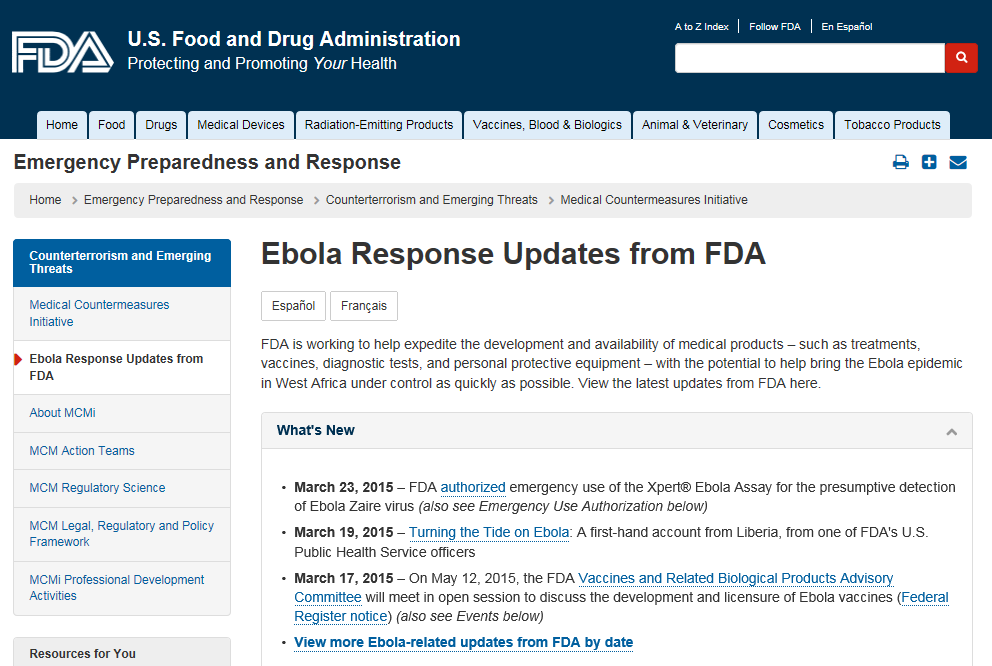 FDA
U.S. Food and Drug Administration
Protecting and Promoting Your Health
A to Z Index
Follow FDA
En Español
Home
Food
Drugs
Medical Devices
Radiation-Emitting Products
Vaccines, Blood & Biologics
Animal & Veterinary
Cosmetics
Tobacco Products
Emergency Preparedness and Response
Home > Emergency Preparedness and Response > Counterterrorism and Emerging Threats > Medical Countermeasures Initiative
Counterterrorism and Emerging
Threats
Medical Countermeasures
Initiative
Ebola Response Updates from
FDA
About MCMi
MCM Action Teams
MCM Regulatory Science
MCM Legal, Regulatory and Policy
Framework
MCMi Professional Development
Activities
Resources for You
Ebola Response Updates from FDA
Español
Français
FDA is working to help expedite the development and availability of medical products – such as treatments,
vaccines, diagnostic tests, and personal protective equipment – with the potential to help bring the Ebola epidemic
in West Africa under control as quickly as possible. View the latest updates from FDA here.
What's New
• March 23, 2015 – FDA authorized emergency use of the Xpert® Ebola Assay for the presumptive detection
of Ebola Zaire virus (also see Emergency Use Authorization below)
• March 19, 2015 – Turning the Tide on Ebola: A first-hand account from Liberia, from one of FDA's U.S.
Public Health Service officers
• March 17, 2015 – On May 12, 2015, the FDA Vaccines and Related Biological Products Advisory
Committee will meet in open session to discuss the development and licensure of Ebola vaccines (Federal
Register notice) (also see Events below)
• View more Ebola-related updates from FDA by date